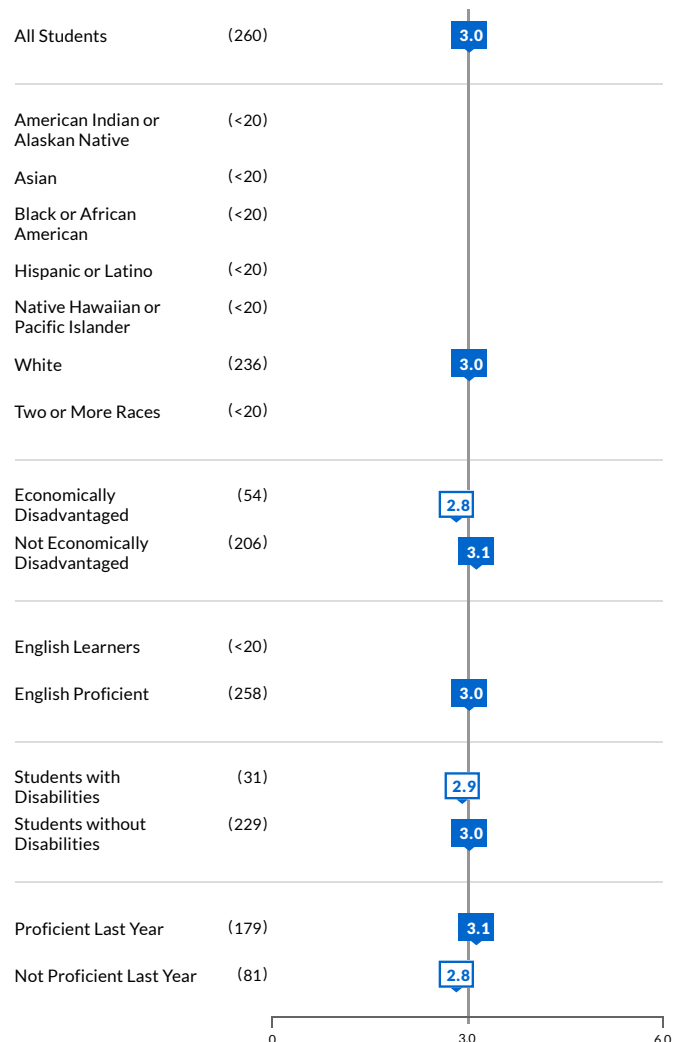 All Students (260) 3.0
American Indian or
Alaskan Native (<20)
Asian (<20)
Black or African
American (<20)
Hispanic or Latino (<20)
Native Hawaiian or
Pacific Islander (<20)
White (236) 3.0
Two or More Races (<20)
Economically
Disadvantaged (54) 2.8
Not Economically
Disadvantaged (206) 3.1
English Learners (<20)
English Proficient (258) 3.0
Students with
Disabilities (31) 2.9
Students without
Disabilities (229) 3.0
Proficient Last Year (179) 3.1
Not Proficient Last Year (81) 2.8
0 3.0 6.0